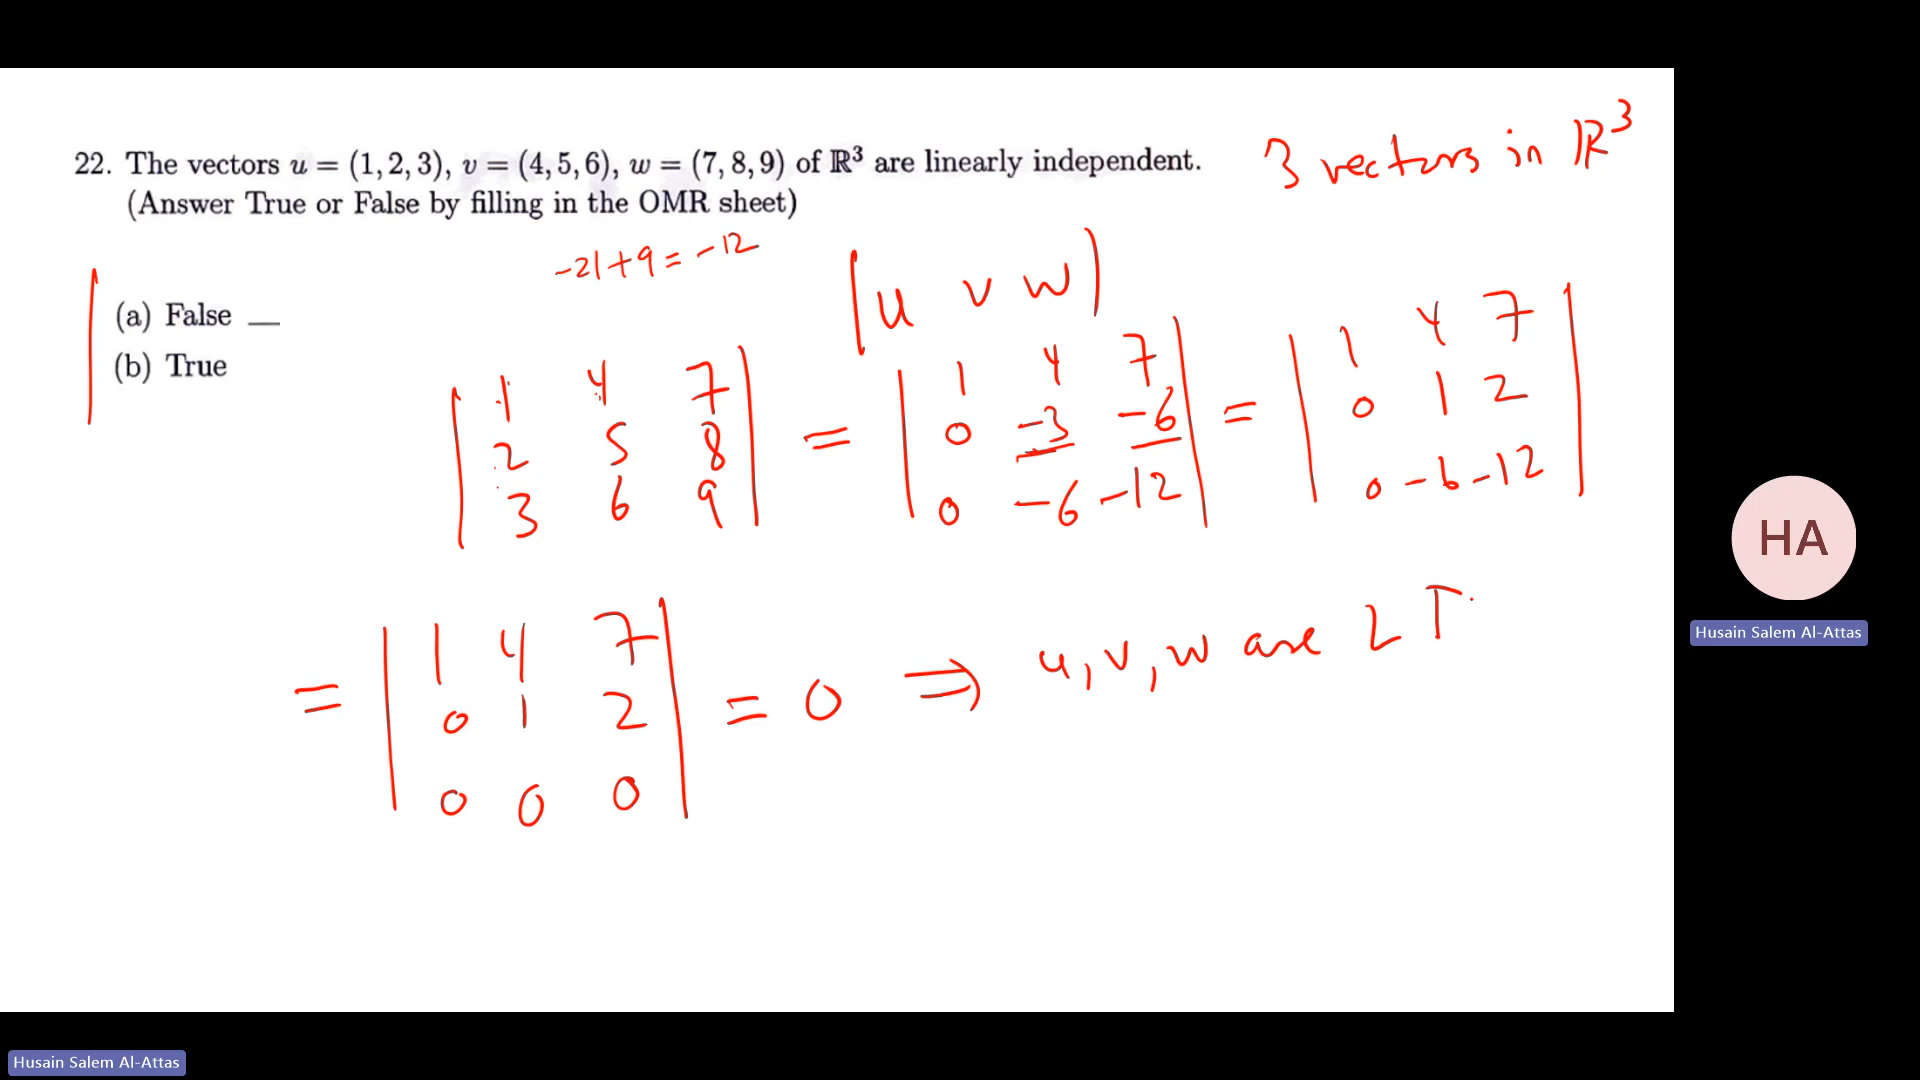 22. The vectors u = (1, 2, 3), v = (4, 5, 6), w = (7, 8, 9) of ℝ³ are linearly independent.
(Answer True or False by filling in the OMR sheet)
3 vectors in ℝ³
-21+9 = -12
(a) False
(b) True
| u v w |
| 1 4 7 | = | 1 4 7 | = | 1 4 7 |
| 2 5 8 | | 0 -3 -6 | | 0 1 2 |
| 3 6 9 | | 0 -6 -12 | | 0 -6 -12 |
= | 1 4 7 |
| 0 1 2 | = 0 ⇒ u, v, w are
| 0 0 0 |
HA
Husain Salem Al-Attas
Husain Salem Al-Attas